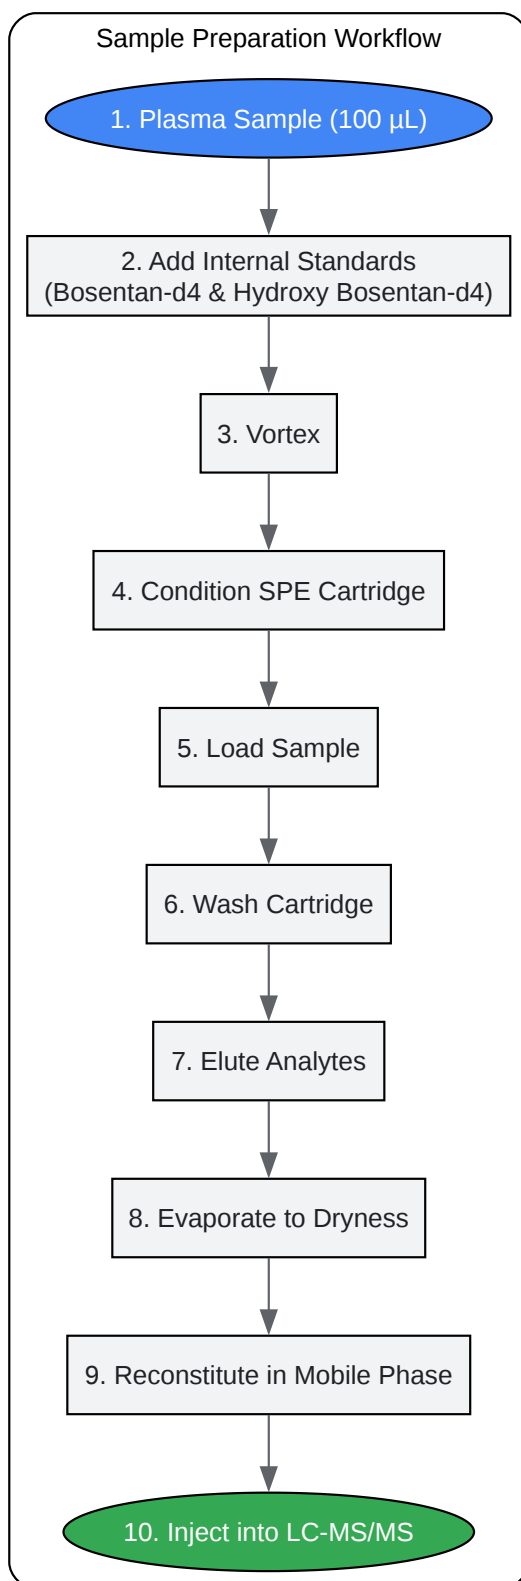 Sample Preparation Workflow
1. Plasma Sample (100 µL)
2. Add Internal Standards
(Bosentan-d4 & Hydroxy Bosentan-d4)
3. Vortex
4. Condition SPE Cartridge
5. Load Sample
6. Wash Cartridge
7. Elute Analytes
8. Evaporate to Dryness
9. Reconstitute in Mobile Phase
10. Inject into LC-MS/MS